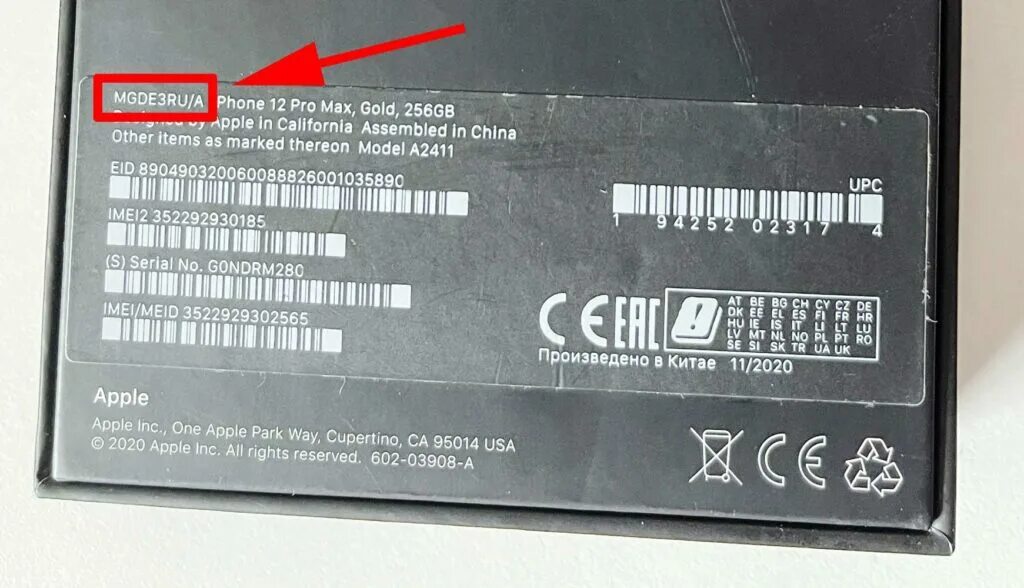 MGDE3RU/A iPhone 12 Pro Max, Gold, 256GB
Designed by Apple in California Assembled in China
Other items as marked thereon Model A2411
EID 890490320060088826001035890
UPC
1 94252 02317 4
IMEI2 352292930185
(S) Serial No. G0NDRM280
IMEI/MEID 3522929302565
CE EAC
AT BE BG CH CY CZ DE
DK EE EL ES FI FR HR
HU IE IS IT LI LT LU
LV MT NL NO PL PT RO
SE SI SK TR UA UK
Произведено в Китае 11/2020
Apple
Apple Inc., One Apple Park Way, Cupertino, CA 95014 USA
© 2020 Apple Inc. All rights reserved. 602-03908-A
CE